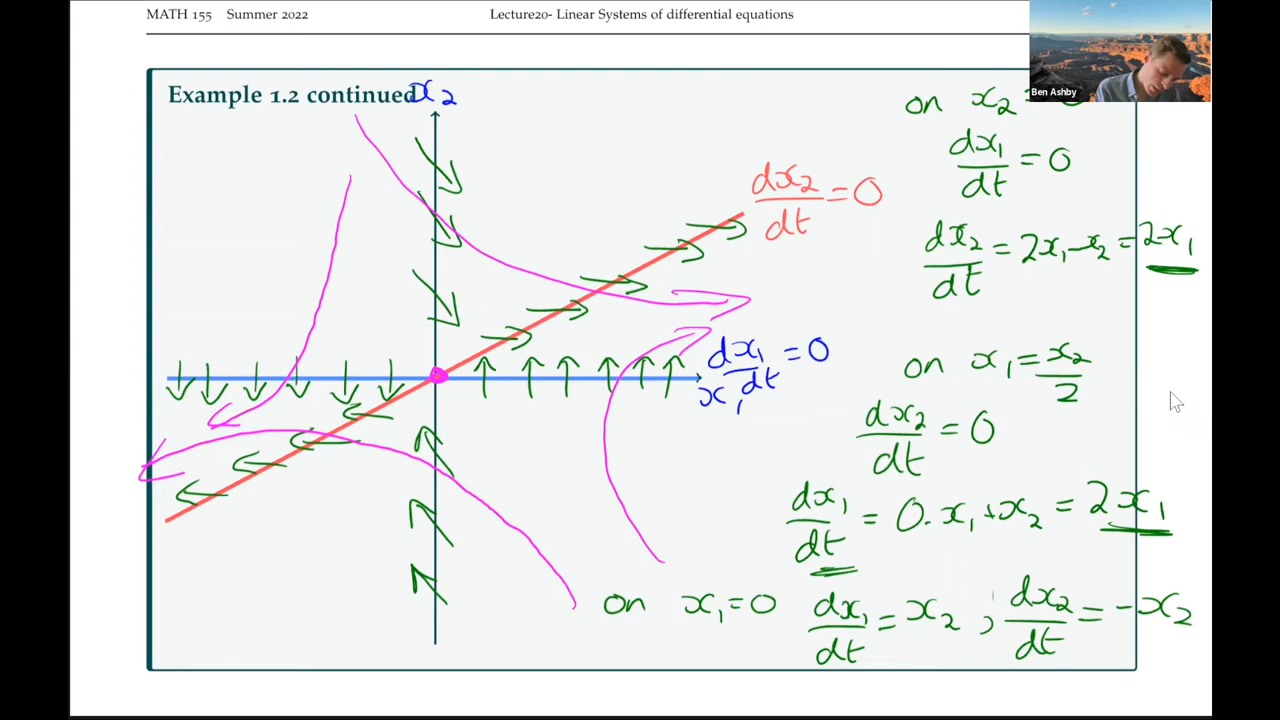 MATH 155 Summer 2022
Lecture20- Linear Systems of differential equations
Ben Ashby
Example 1.2 continued
x₂
on x₂
dx₁/dt = 0
dx₂/dt = 0
dx₂/dt = 2x₁-x₂ = 2x₁
dx₁/dt = 0
x₁
on x₁ = x₂/2
dx₂/dt = 0
dx₁/dt = 0.x₁+x₂ = 2x₁
on x₁=0 dx₁/dt = x₂ , dx₂/dt = -x₂